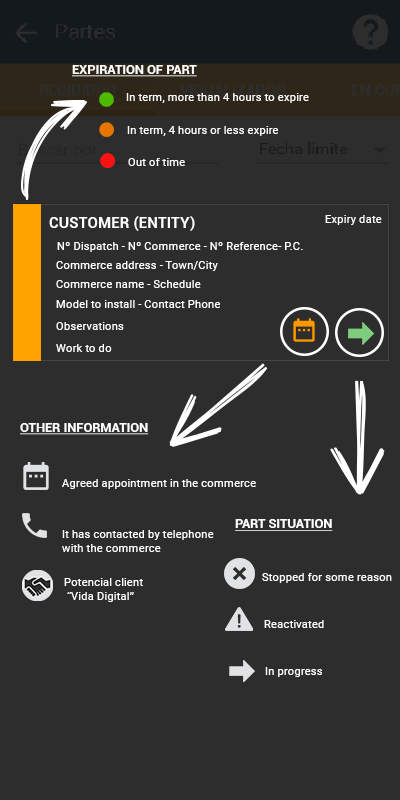 Partes
EXPIRATION OF PART
In term, more than 4 hours to expire
In term, 4 hours or less expire
Buscar por
Fecha límite
Out of time
CUSTOMER (ENTITY)
Expiry date
Nº Dispatch - Nº Commerce - Nº Reference- P.C.
Commerce address - Town/City
Commerce name - Schedule
Model to install - Contact Phone
Observations
Work to do
OTHER INFORMATION
Agreed appointment in the commerce
PART SITUATION
It has contacted by telephone
with the commerce
Stopped for some reason
Potencial client
“Vida Digital”
Reactivated
In progress